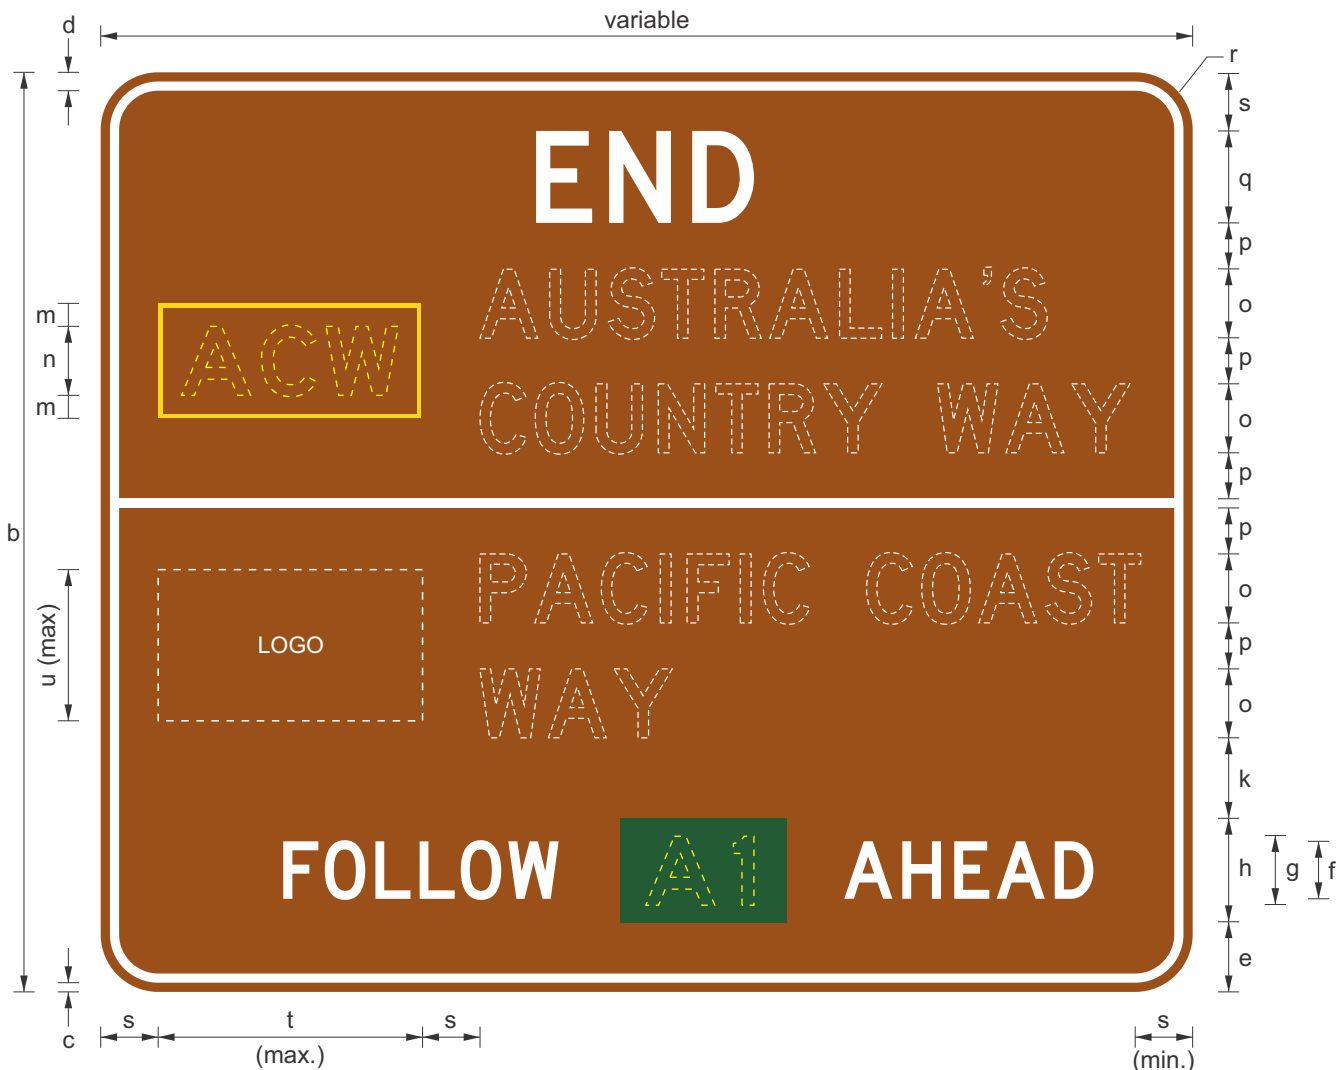 variable
d
r
s
END
q
p
AUSTRALIA'S
o
m
ACW
n
p
m
COUNTRY WAY
o
p
b
p
PACIFIC COAST
o
u (max)
LOGO
p
WAY
o
k
FOLLOW A1 AHEAD
h
g
f
e
c
s
t
(max.)
s
s
(min.)